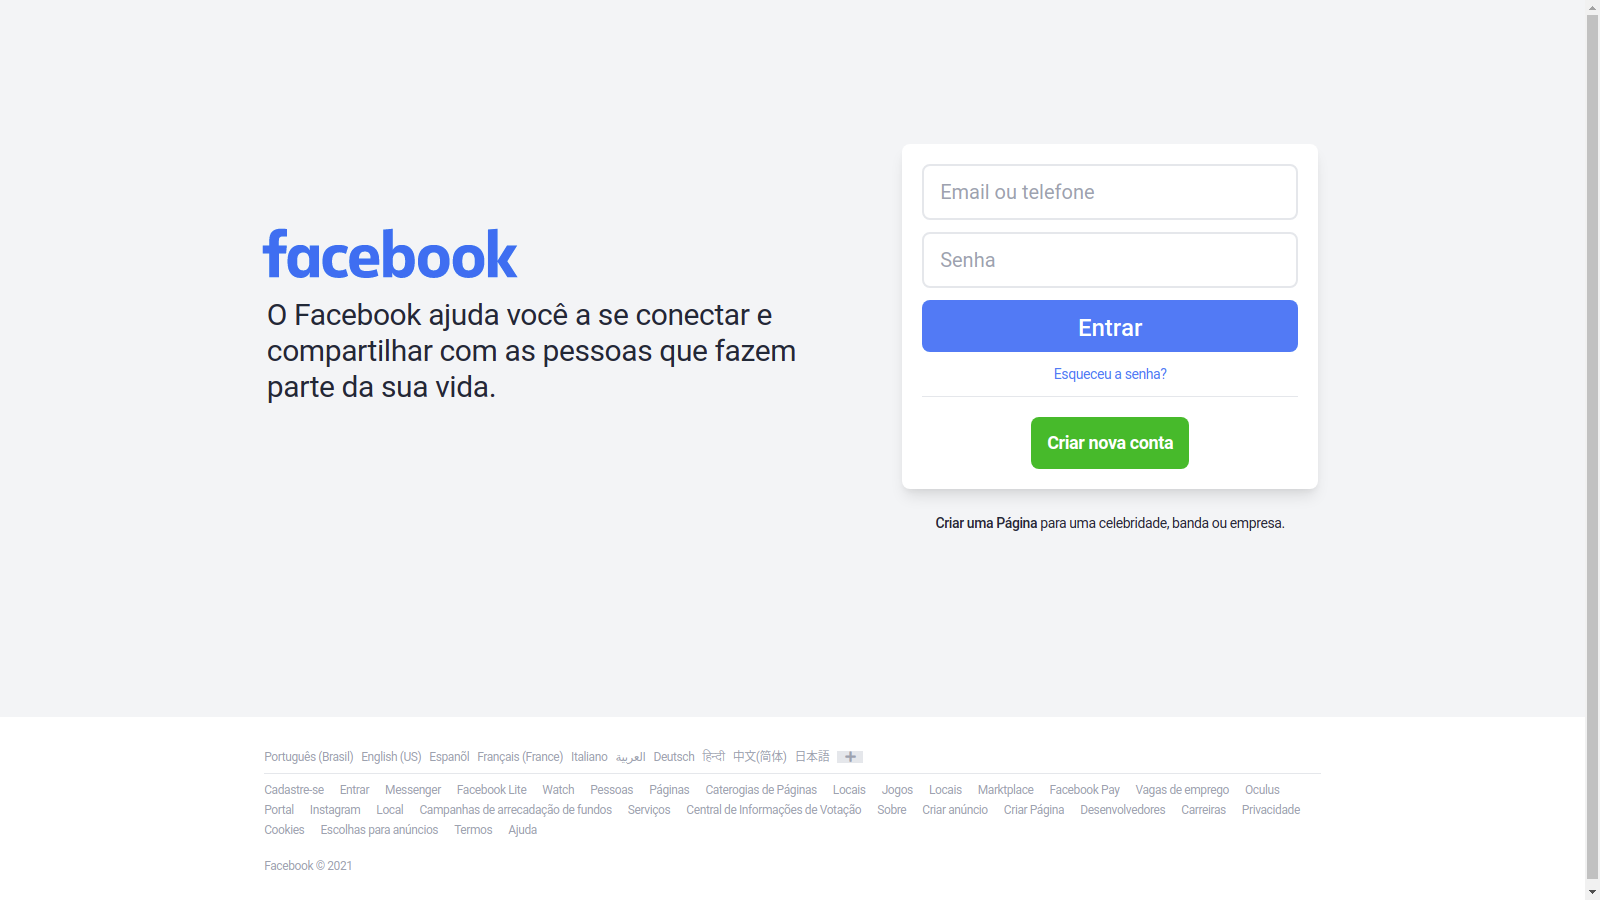 facebook
O Facebook ajuda você a se conectar e
compartilhar com as pessoas que fazem
parte da sua vida.
Email ou telefone
Senha
Entrar
Esqueceu a senha?
Criar nova conta
Criar uma Página para uma celebridade, banda ou empresa.
Português (Brasil) English (US) Espanõl Français (France) Italiano العربية Deutsch हिन्दी 中文(简体) 日本語
Cadastre-se Entrar Messenger Facebook Lite Watch Pessoas Páginas Caterogias de Páginas Locais Jogos Locais Marktplace Facebook Pay Vagas de emprego Oculus
Portal Instagram Local Campanhas de arrecadação de fundos Serviços Central de Informações de Votação Sobre Criar anúncio Criar Página Desenvolvedores Carreiras Privacidade
Cookies Escolhas para anúncios Termos Ajuda
Facebook © 2021